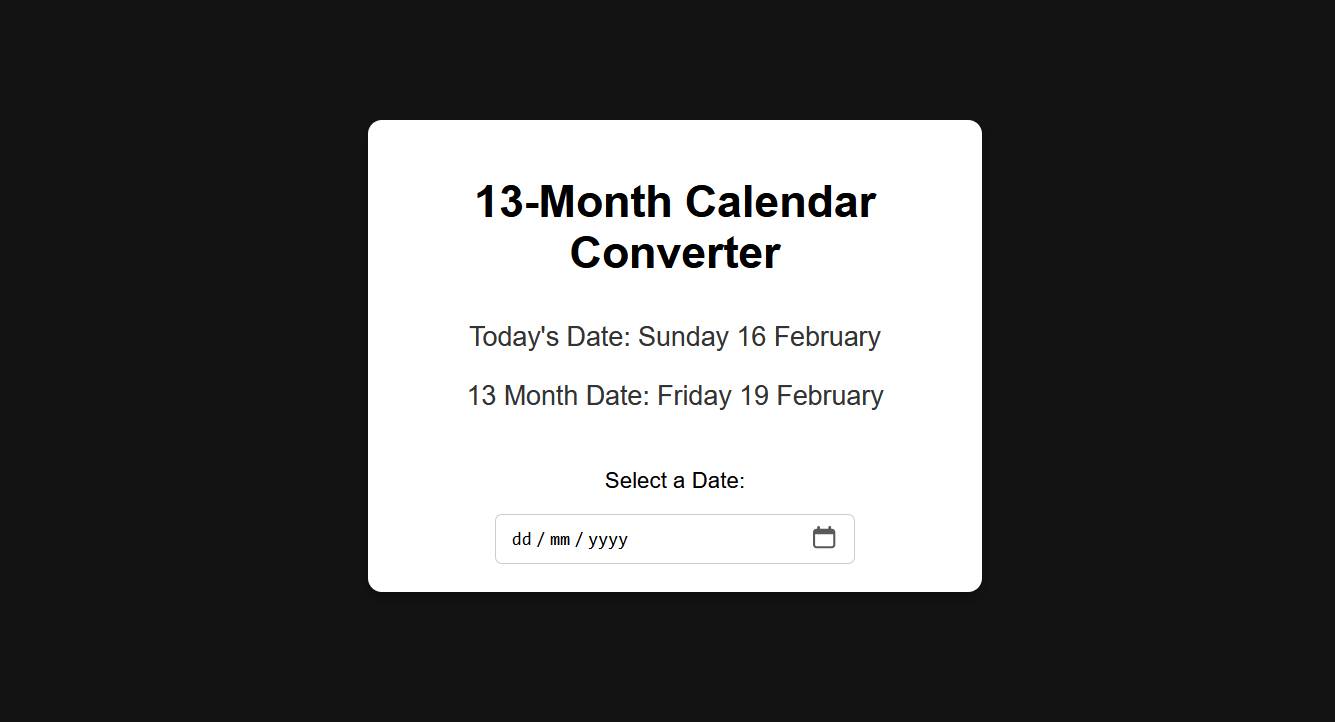 13-Month Calendar
Converter
Today's Date: Sunday 16 February
13 Month Date: Friday 19 February
Select a Date:
dd / mm / yyyy